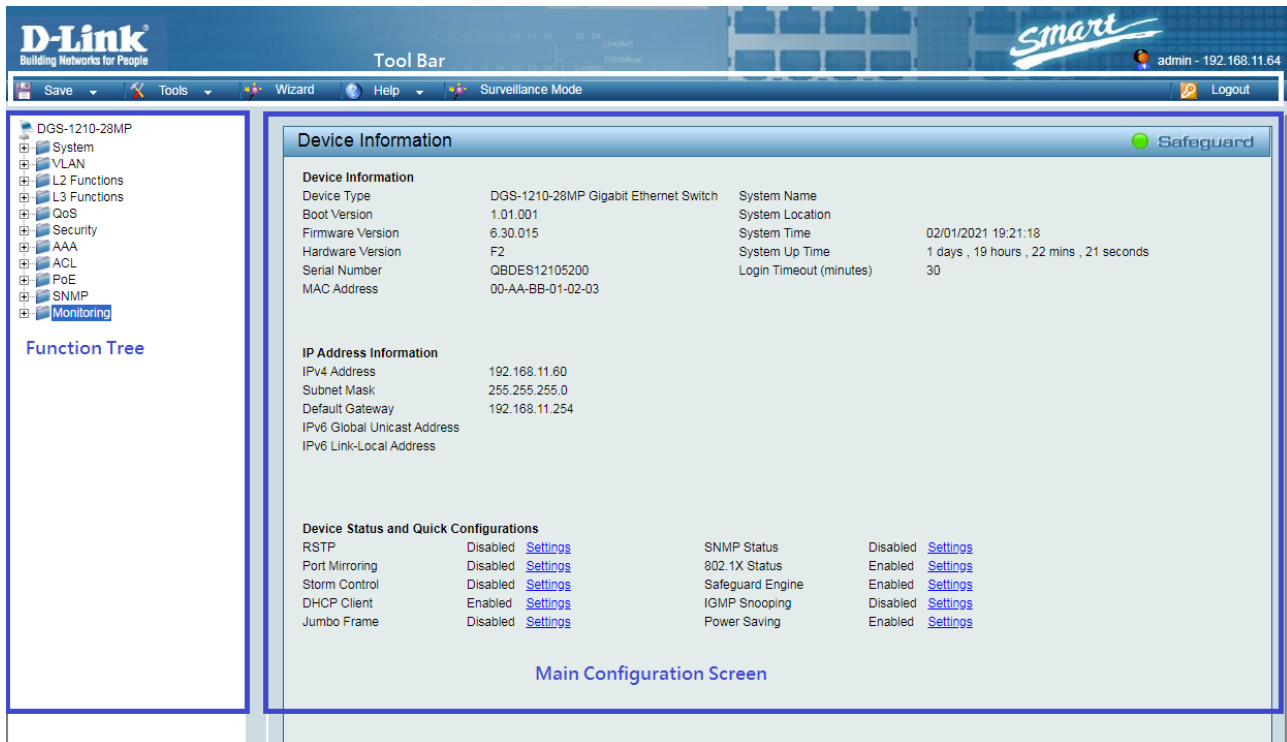 D-Link
Building Networks for People
Tool Bar
smart
admin - 192.168.11.64
Save Tools Wizard Help Surveillance Mode Logout
DGS-1210-28MP
System
VLAN
L2 Functions
L3 Functions
QoS
Security
AAA
ACL
PoE
SNMP
Monitoring
Function Tree
Device Information Safeguard
Device Information
Device Type DGS-1210-28MP Gigabit Ethernet Switch System Name
Boot Version 1.01.001 System Location
Firmware Version 6.30.015 System Time 02/01/2021 19:21:18
Hardware Version F2 System Up Time 1 days , 19 hours , 22 mins , 21 seconds
Serial Number QBDES12105200 Login Timeout (minutes) 30
MAC Address 00-AA-BB-01-02-03
IP Address Information
IPv4 Address 192.168.11.60
Subnet Mask 255.255.255.0
Default Gateway 192.168.11.254
IPv6 Global Unicast Address
IPv6 Link-Local Address
Device Status and Quick Configurations
RSTP Disabled Settings SNMP Status Disabled Settings
Port Mirroring Disabled Settings 802.1X Status Enabled Settings
Storm Control Disabled Settings Safeguard Engine Enabled Settings
DHCP Client Enabled Settings IGMP Snooping Disabled Settings
Jumbo Frame Disabled Settings Power Saving Enabled Settings
Main Configuration Screen